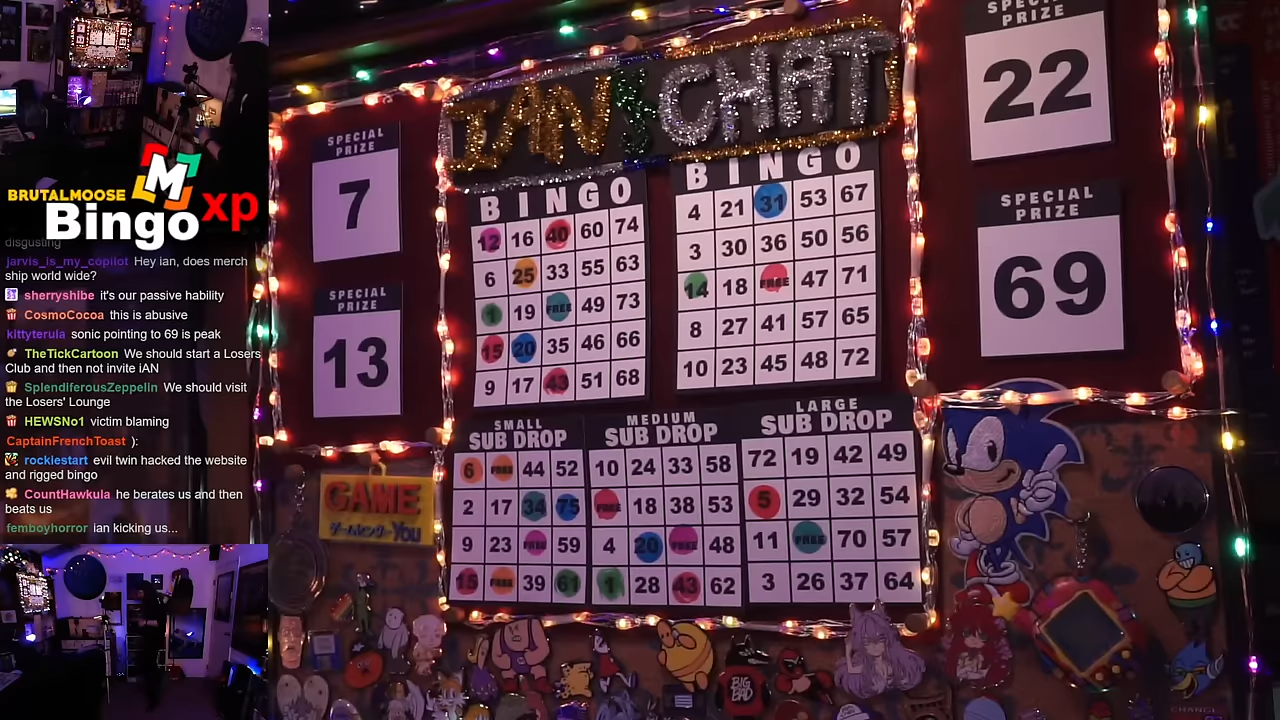 BRUTALMOOSE
M
Bingo xp
disgusting
jarvis_is_my_copilot Hey ian, does merch
ship world wide?
sherryshibe it's our passive hability
CosmoCocoa this is abusive
kittyterula sonic pointing to 69 is peak
TheTickCartoon We should start a Losers
Club and then not invite iAN
SplendiferousZeppelin We should visit
the Losers' Lounge
HEWSNo1 victim blaming
CaptainFrenchToast ):
rockiestart evil twin hacked the website
and rigged bingo
CountHawkula he berates us and then
beats us
femboyhorror ian kicking us...
IAN & CHAT
SPECIAL
PRIZE
7
SPECIAL
PRIZE
13
BINGO
12 16 40 60 74
6 25 33 55 63
1 19 FREE 49 73
15 20 35 46 66
9 17 43 51 68
BINGO
4 21 31 53 67
3 30 36 50 56
14 18 FREE 47 71
8 27 41 57 65
10 23 45 48 72
SPECIAL
PRIZE
22
SPECIAL
PRIZE
69
SMALL
SUB DROP
6 FREE 44 52
2 17 34 75
9 23 FREE 59
15 FREE 39 61
MEDIUM
SUB DROP
10 24 33 58
FREE 18 38 53
4 20 FREE 48
1 28 43 62
LARGE
SUB DROP
72 19 42 49
5 29 32 54
11 FREE 70 57
3 26 37 64
GAME
You
BIG
BAD